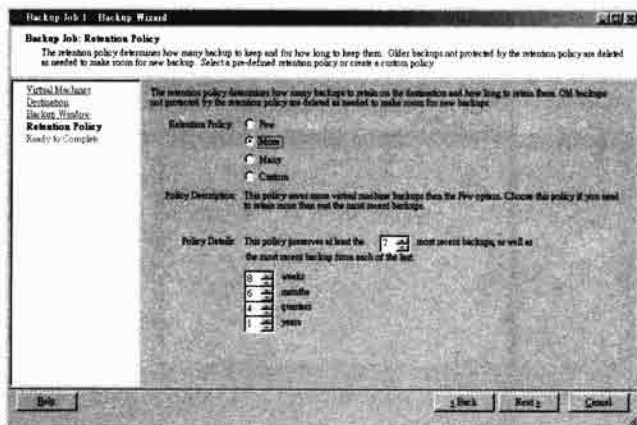 Backup Job 1 Backup Wizard
Backup Job: Retention Policy
The retention policy determines how many backup to keep and for how long to keep them. Older backups not protected by the retention policy are deleted
as needed to make room for new backup. Select a pre-defined retention policy or create a custom policy
Virtual Machines
Destination
Backup Window
Retention Policy
Ready to Complete
The retention policy determines how many backups to retain on the destination and how long to retain them. Old backups
not protected by the retention policy are deleted as needed to make room for new backups.
Retention Policy:
Few
More
Many
Custom
Policy Description: This policy saves more virtual machine backups then the Few option. Choose this policy if you need
to retain more than rest the most recent backups.
Policy Details: This policy preserves at least the 7 most recent backups, as well as
the most recent backup from each of the last:
8 weeks
6 months
4 quarters
1 years
Help
< Back
Next >
Cancel